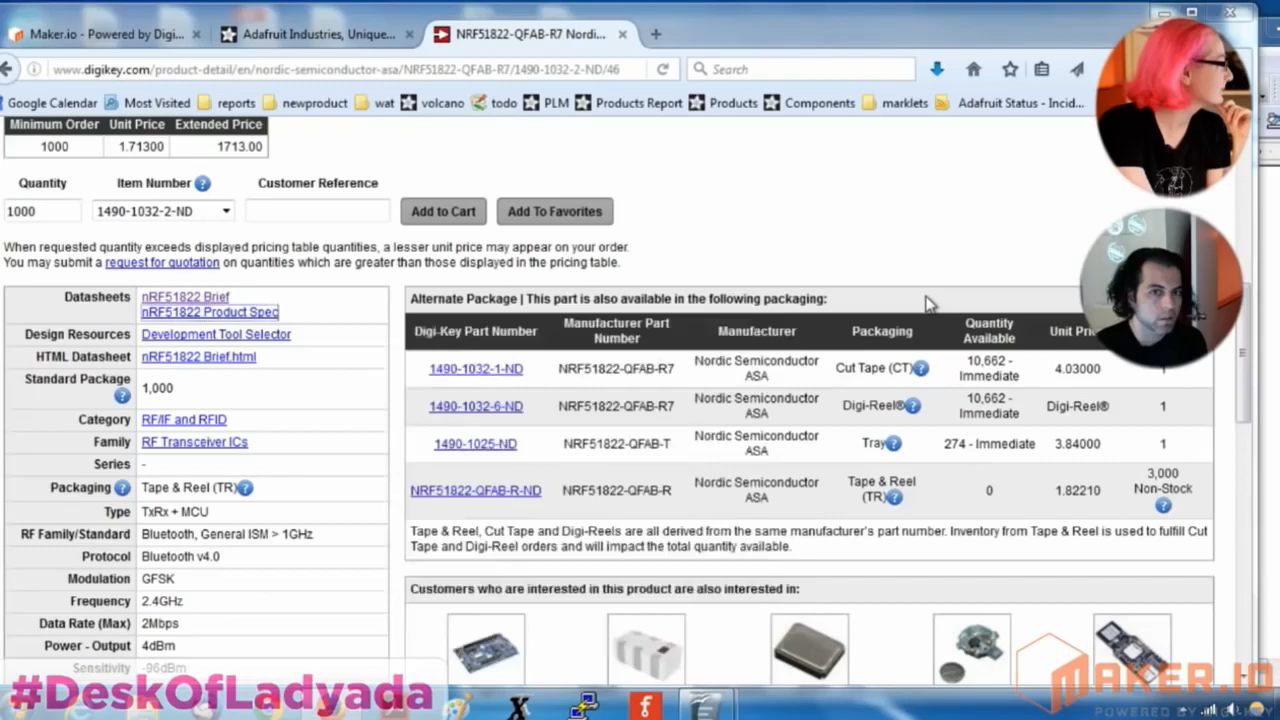 Maker.io - Powered by Digi...
Adafruit Industries, Unique...
NRF51822-QFAB-R7 Nordi...
www.digikey.com/product-detail/en/nordic-semiconductor-asa/NRF51822-QFAB-R7/1490-1032-2-ND/46
Search
Google Calendar Most Visited reports newproduct wat volcano todo PLM Products Report Products Components marklets Adafruit Status - Incid...
Minimum Order Unit Price Extended Price
1000 1.71300 1713.00
Quantity Item Number Customer Reference
1000 1490-1032-2-ND Add to Cart Add To Favorites
When requested quantity exceeds displayed pricing table quantities, a lesser unit price may appear on your order.
You may submit a request for quotation on quantities which are greater than those displayed in the pricing table.
Datasheets nRF51822 Brief
nRF51822 Product Spec
Design Resources Development Tool Selector
HTML Datasheet nRF51822 Brief.html
Standard Package 1,000
Category RF/IF and RFID
Family RF Transceiver ICs
Series -
Packaging Tape & Reel (TR)
Type TxRx + MCU
RF Family/Standard Bluetooth, General ISM > 1GHz
Protocol Bluetooth v4.0
Modulation GFSK
Frequency 2.4GHz
Data Rate (Max) 2Mbps
Power - Output 4dBm
Sensitivity -96dBm
Alternate Package | This part is also available in the following packaging:
Digi-Key Part Number Manufacturer Part Number Manufacturer Packaging Quantity Available Unit
1490-1032-1-ND NRF51822-QFAB-R7 Nordic Semiconductor ASA Cut Tape (CT) 10,662 - Immediate 4.03000 1
1490-1032-6-ND NRF51822-QFAB-R7 Nordic Semiconductor ASA Digi-Reel® 10,662 - Immediate Digi-Reel® 1
1490-1025-ND NRF51822-QFAB-T Nordic Semiconductor ASA Tray 274 - Immediate 3.84000 1
NRF51822-QFAB-R-ND NRF51822-QFAB-R Nordic Semiconductor ASA Tape & Reel (TR) 0 1.82210 3,000 Non-Stock
Tape & Reel, Cut Tape and Digi-Reels are all derived from the same manufacturer's part number. Inventory from Tape & Reel is used to fulfill Cut
Tape and Digi-Reel orders and will impact the total quantity available.
Customers who are interested in this product are also interested in:
#DeskOfLadyada
MAKER.IO
POWERED BY DIGI-KEY